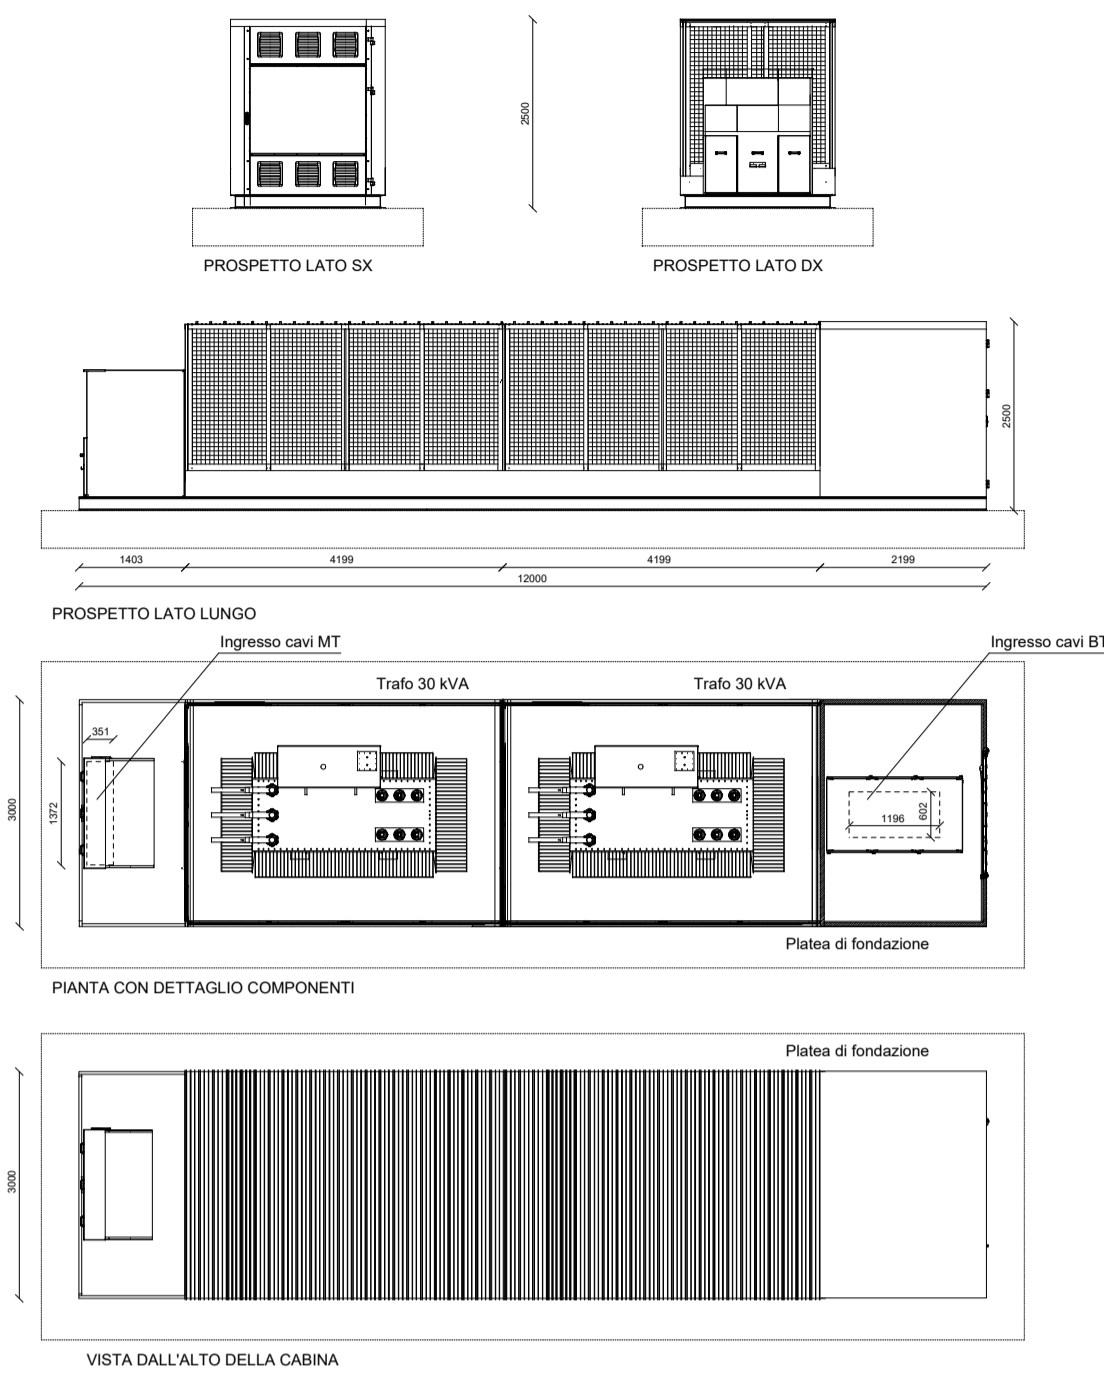 2500
PROSPETTO LATO SX
PROSPETTO LATO DX
2500
1403
4199
4199
2199
12000
PROSPETTO LATO LUNGO
Ingresso cavi MT
Ingresso cavi BT
Trafo 30 kVA
Trafo 30 kVA
351
3000
1372
1196
602
Platea di fondazione
PIANTA CON DETTAGLIO COMPONENTI
Platea di fondazione
3000
VISTA DALL'ALTO DELLA CABINA